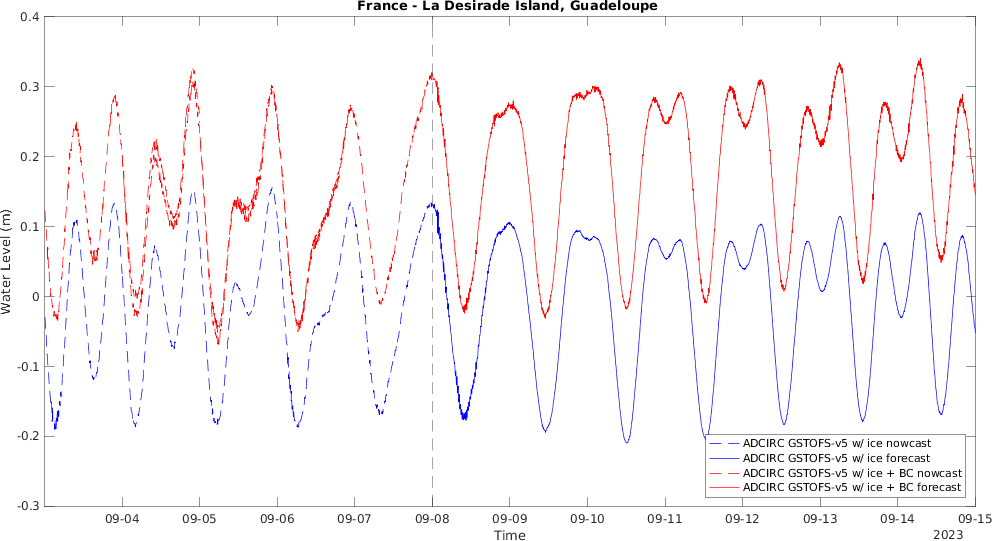 France - La Desirade Island, Guadeloupe
0.4
0.3
0.2
0.1
0
-0.1
-0.2
-0.3
Water Level (m)
ADCIRC GSTOFS-v5 w/ ice nowcast
ADCIRC GSTOFS-v5 w/ ice forecast
ADCIRC GSTOFS-v5 w/ ice + BC nowcast
ADCIRC GSTOFS-v5 w/ ice + BC forecast
09-04 09-05 09-06 09-07 09-08 09-09 09-10 09-11 09-12 09-13 09-14 09-15
Time
2023